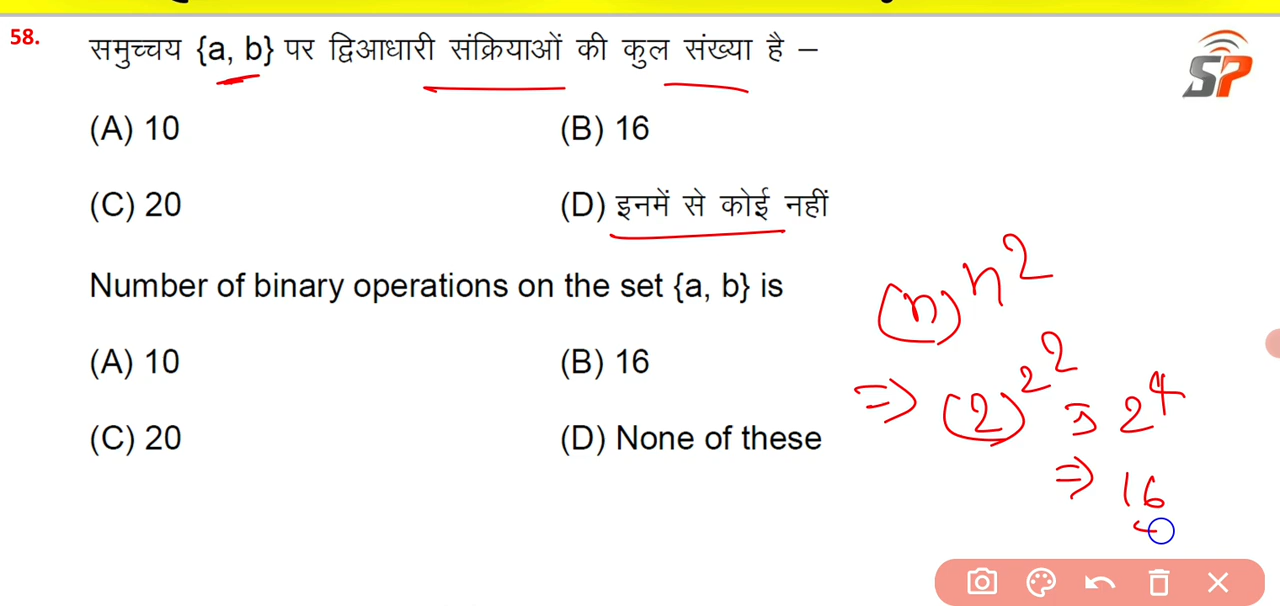 58. समुच्चय {a, b} पर द्विआधारी संक्रियाओं की कुल संख्या है –
SP
(A) 10 (B) 16
(C) 20 (D) इनमें से कोई नहीं
Number of binary operations on the set {a, b} is
(A) 10 (B) 16
(C) 20 (D) None of these
(n)^n^2
⇒ (2)^2^2 ⇒ 2^4
⇒ 16